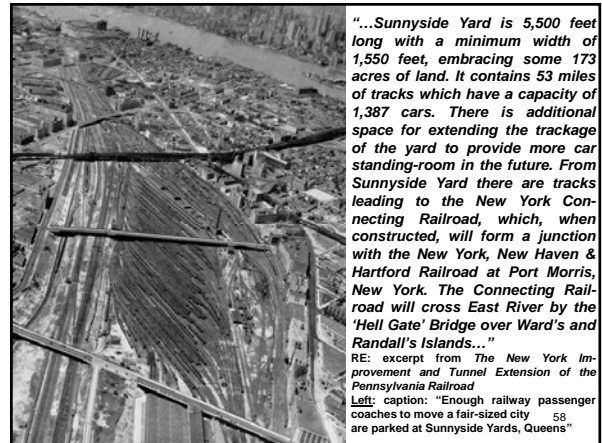 “…Sunnyside Yard is 5,500 feet
long with a minimum width of
1,550 feet, embracing some 173
acres of land. It contains 53 miles
of tracks which have a capacity of
1,387 cars. There is additional
space for extending the trackage
of the yard to provide more car
standing-room in the future. From
Sunnyside Yard there are tracks
leading to the New York Con-
necting Railroad, which, when
constructed, will form a junction
with the New York, New Haven &
Hartford Railroad at Port Morris,
New York. The Connecting Rail-
road will cross East River by the
‘Hell Gate’ Bridge over Ward’s and
Randall’s Islands…”
RE: excerpt from The New York Im-
provement and Tunnel Extension of the
Pennsylvania Railroad
Left: caption: “Enough railway passenger
coaches to move a fair-sized city
are parked at Sunnyside Yards, Queens”
58